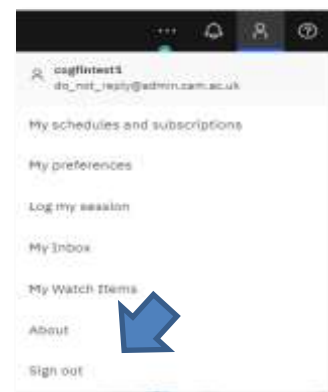 csgfintest1
do_not_reply@admin.cam.ac.uk
My schedules and subscriptions
My preferences
Log my session
My Inbox
My Watch Items
About
Sign out